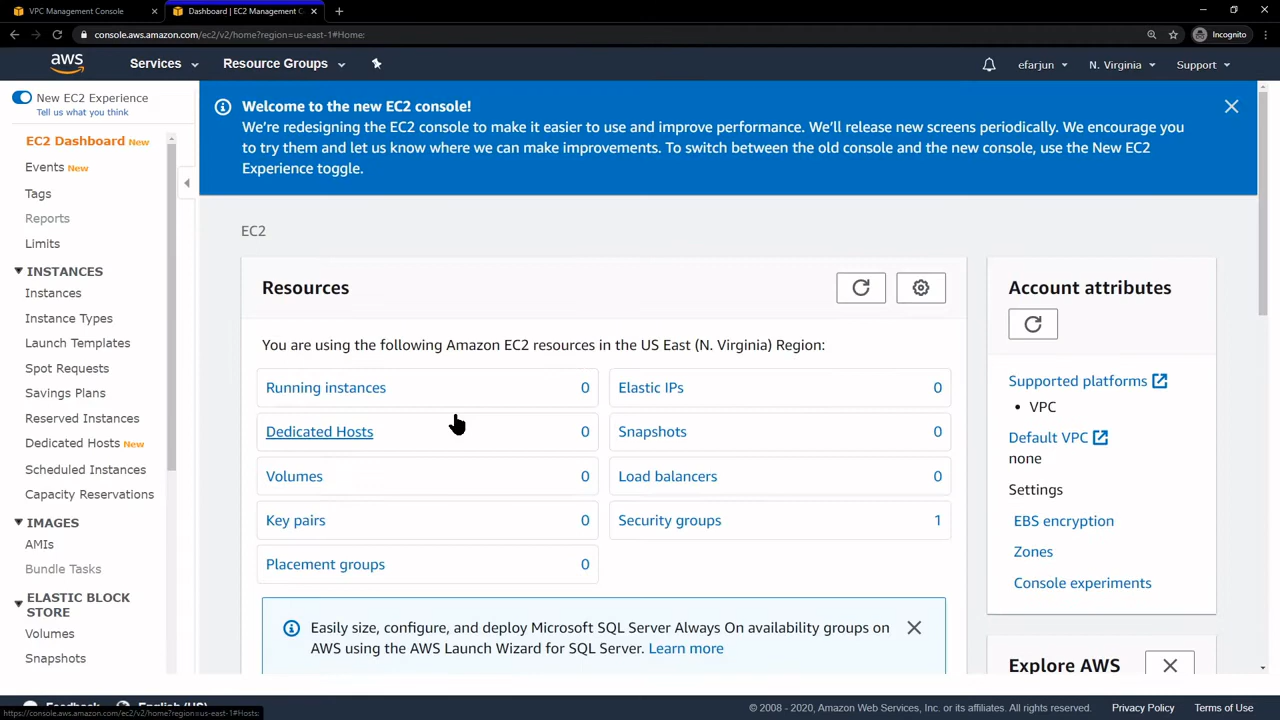 VPC Management Console
Dashboard | EC2 Management C
console.aws.amazon.com/ec2/v2/home?region=us-east-1#Home:
Incognito
aws
Services
Resource Groups
efarjun
N. Virginia
Support
New EC2 Experience
Tell us what you think
EC2 Dashboard New
Events New
Tags
Reports
Limits
INSTANCES
Instances
Instance Types
Launch Templates
Spot Requests
Savings Plans
Reserved Instances
Dedicated Hosts New
Scheduled Instances
Capacity Reservations
IMAGES
AMIs
Bundle Tasks
ELASTIC BLOCK
STORE
Volumes
Snapshots
Welcome to the new EC2 console!
We're redesigning the EC2 console to make it easier to use and improve performance. We'll release new screens periodically. We encourage you
to try them and let us know where we can make improvements. To switch between the old console and the new console, use the New EC2
Experience toggle.
EC2
Resources
You are using the following Amazon EC2 resources in the US East (N. Virginia) Region:
Running instances 0
Elastic IPs 0
Dedicated Hosts 0
Snapshots 0
Volumes 0
Load balancers 0
Key pairs 0
Security groups 1
Placement groups 0
Easily size, configure, and deploy Microsoft SQL Server Always On availability groups on
AWS using the AWS Launch Wizard for SQL Server. Learn more
Account attributes
Supported platforms
• VPC
Default VPC
none
Settings
EBS encryption
Zones
Console experiments
Explore AWS
Feedback
English (US)
https://console.aws.amazon.com/ec2/v2/home?region=us-east-1#Hosts:
© 2008 - 2020, Amazon Web Services, Inc. or its affiliates. All rights reserved.
Privacy Policy
Terms of Use